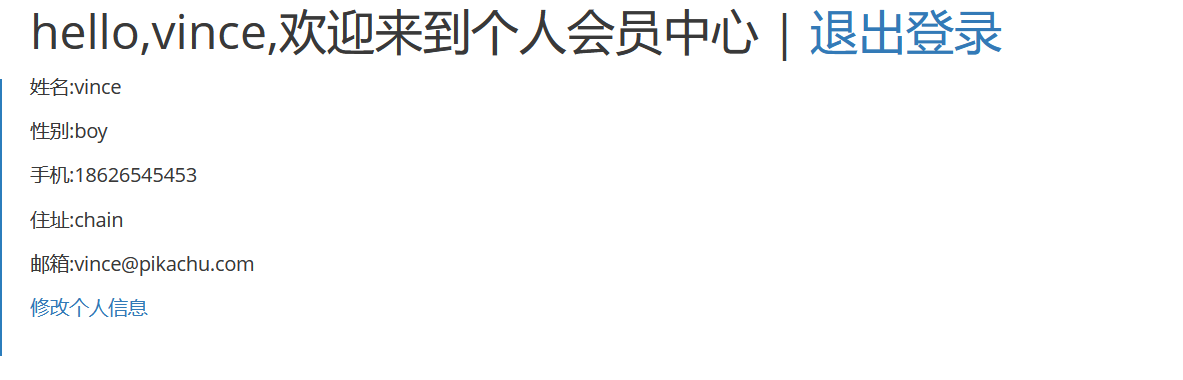 hello,vince,欢迎来到个人会员中心 | 退出登录
姓名:vince
性别:boy
手机:18626545453
住址:chain
邮箱:vince@pikachu.com
修改个人信息